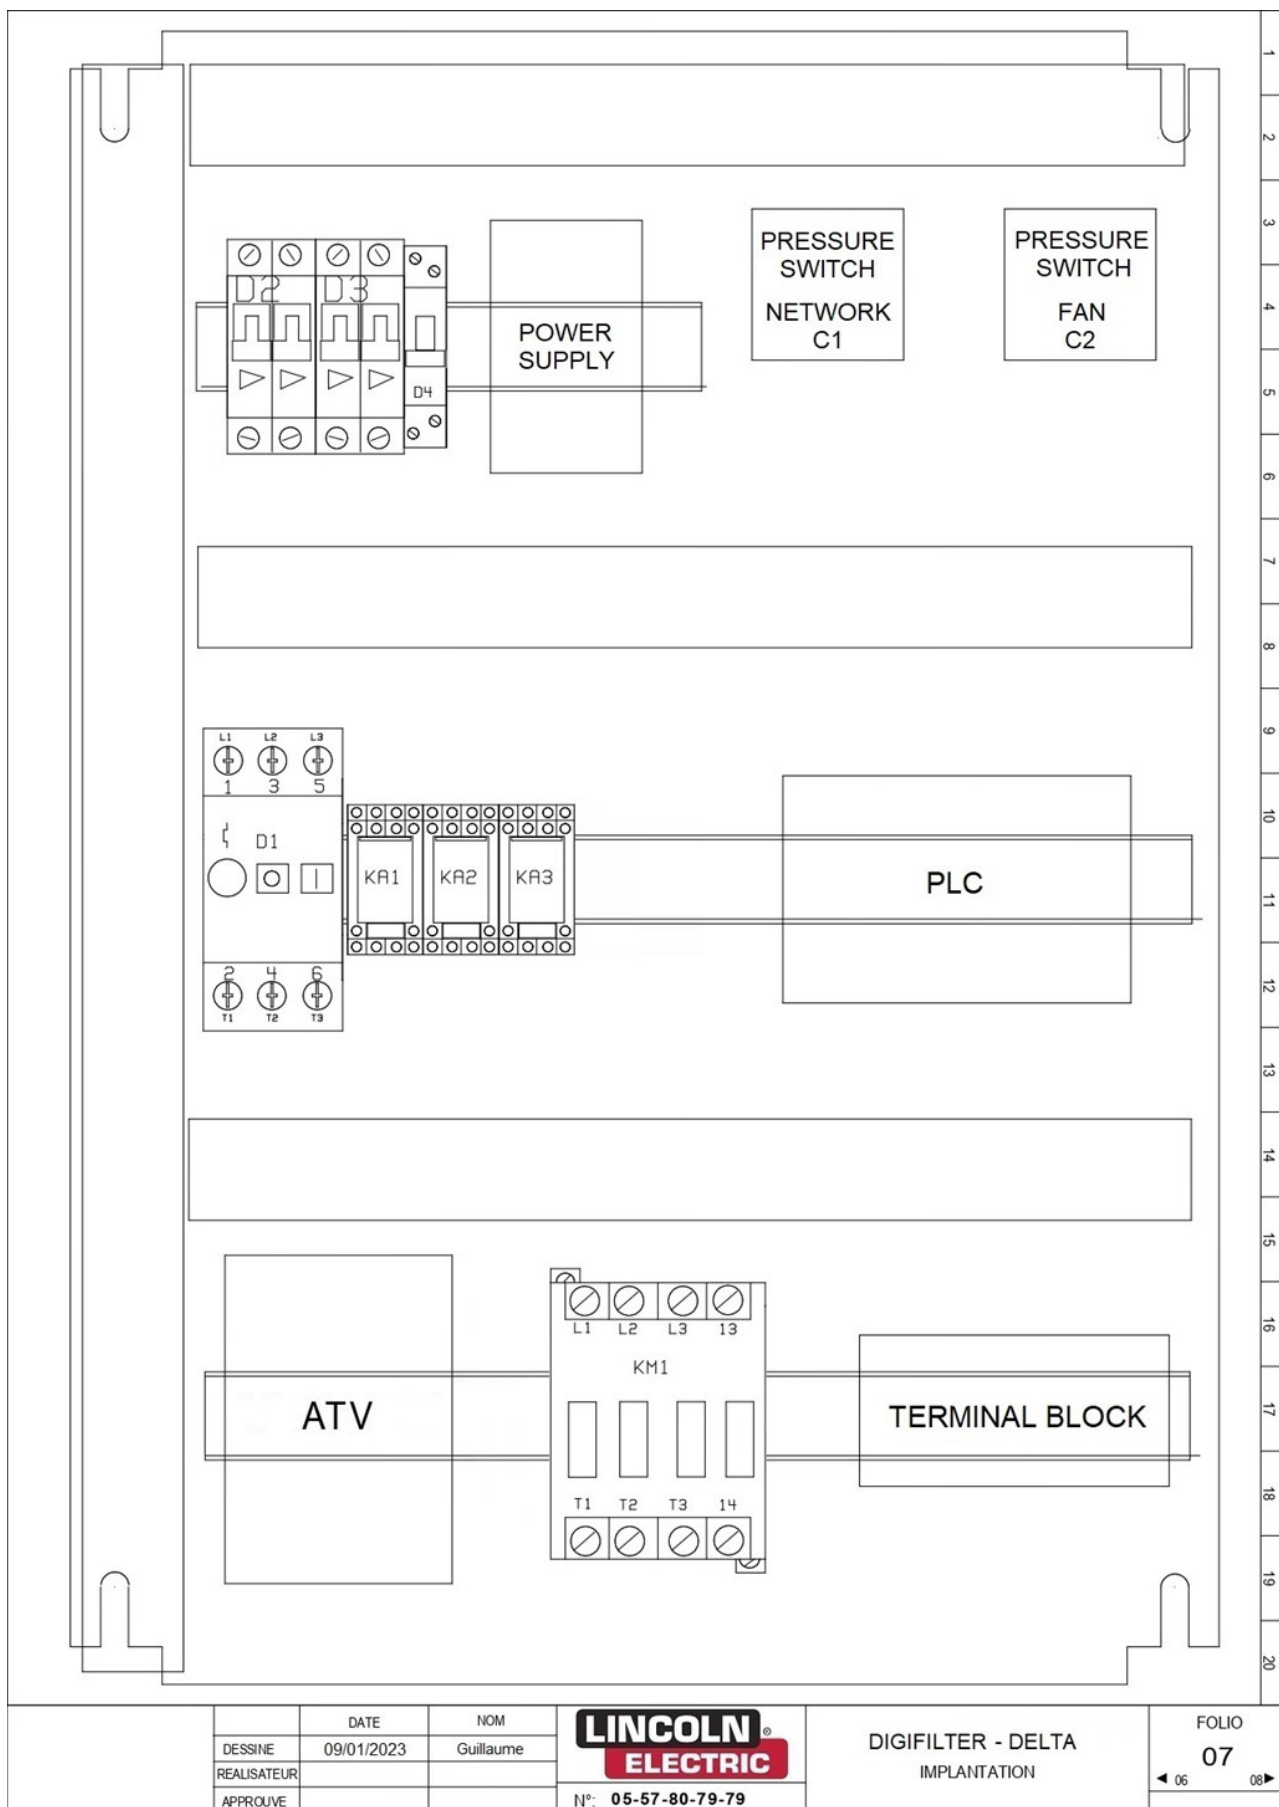 1
2
3
PRESSURE
SWITCH
NETWORK
C1
PRESSURE
SWITCH
FAN
C2
D2 D3
D4
POWER
SUPPLY
4
5
6
7
8
9
L1 L2 L3
1 3 5
D1
KA1 KA2 KA3
PLC
10
11
2 4 6
T1 T2 T3
12
13
14
15
L1 L2 L3 13
KM1
16
ATV
TERMINAL BLOCK
17
T1 T2 T3 14
18
19
20
DATE NOM
DESSINE 09/01/2023 Guillaume
REALISATEUR
APPROUVE
LINCOLN ®
ELECTRIC
N°: 05-57-80-79-79
DIGIFILTER - DELTA
IMPLANTATION
FOLIO
07
◄ 06 08►